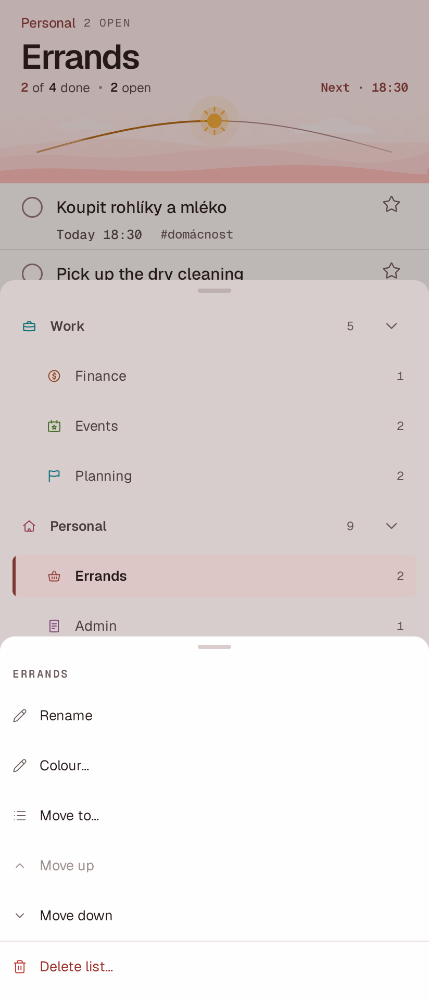 Personal 2 OPEN
Errands
2 of 4 done • 2 open Next · 18:30
Koupit rohlíky a mléko
Today 18:30 #domácnost
Pick up the dry cleaning
Work 5
Finance 1
Events 2
Planning 2
Personal 9
Errands 2
Admin 1
ERRANDS
Rename
Colour…
Move to…
Move up
Move down
Delete list…